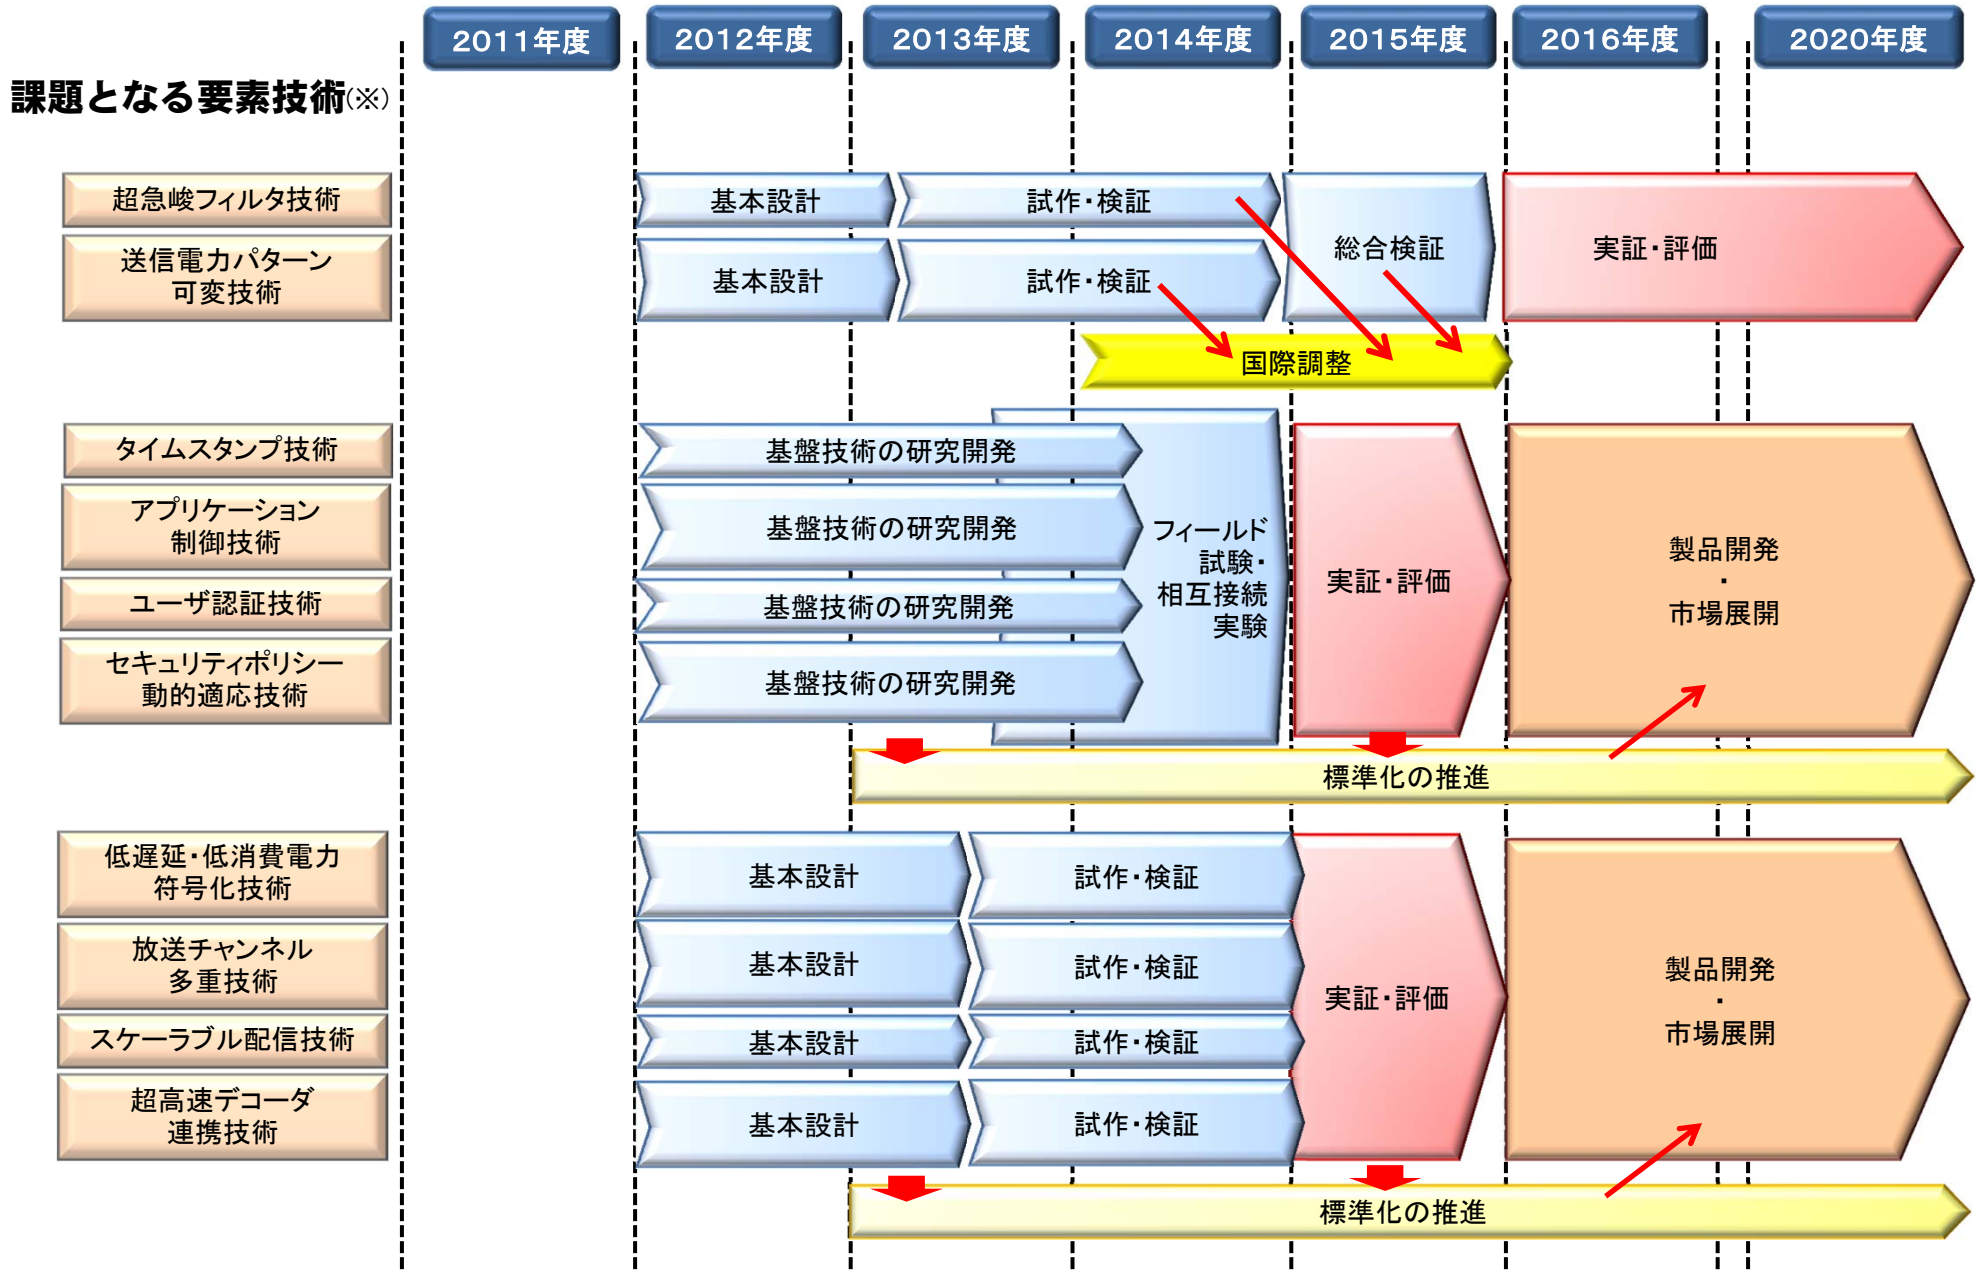 2011年度
2012年度
2013年度
2014年度
2015年度
2016年度
2020年度
課題となる要素技術(※)
超急峻フィルタ技術
基本設計
試作・検証
送信電力パターン
可変技術
基本設計
試作・検証
総合検証
実証・評価
国際調整
タイムスタンプ技術
基盤技術の研究開発
アプリケーション
制御技術
基盤技術の研究開発
ユーザ認証技術
基盤技術の研究開発
セキュリティポリシー
動的適応技術
基盤技術の研究開発
フィールド
試験・
相互接続
実験
実証・評価
製品開発
・
市場展開
標準化の推進
低遅延・低消費電力
符号化技術
基本設計
試作・検証
放送チャンネル
多重技術
基本設計
試作・検証
スケーラブル配信技術
基本設計
試作・検証
超高速デコーダ
連携技術
基本設計
試作・検証
実証・評価
製品開発
・
市場展開
標準化の推進